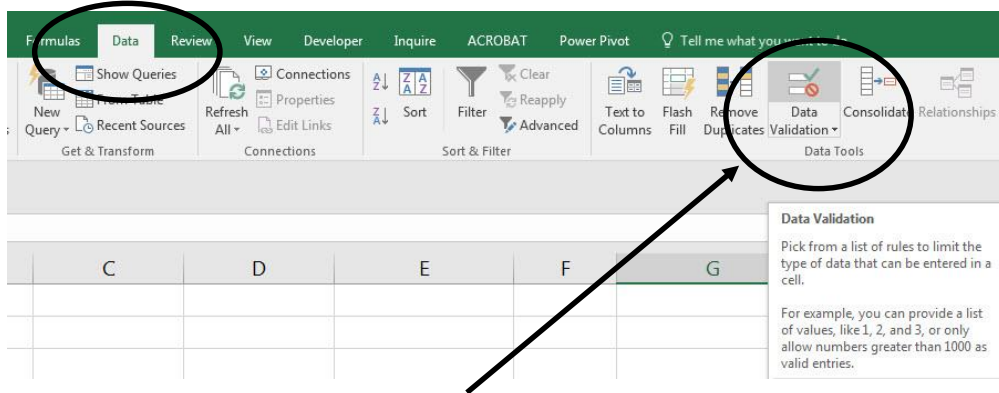 Formulas Data Review View Developer Inquire ACROBAT Power Pivot Tell me what you want to do
Show Queries
From Table
Recent Sources
New
Query
Get & Transform
Refresh
All
Connections
Properties
Edit Links
Connections
Sort
Filter
Clear
Reapply
Advanced
Sort & Filter
Text to
Columns
Flash
Fill
Remove
Duplicates
Data
Validation
Consolidate
Relationships
Data Tools
C D E F G
Data Validation
Pick from a list of rules to limit the
type of data that can be entered in a
cell.
For example, you can provide a list
of values, like 1, 2, and 3, or only
allow numbers greater than 1000 as
valid entries.